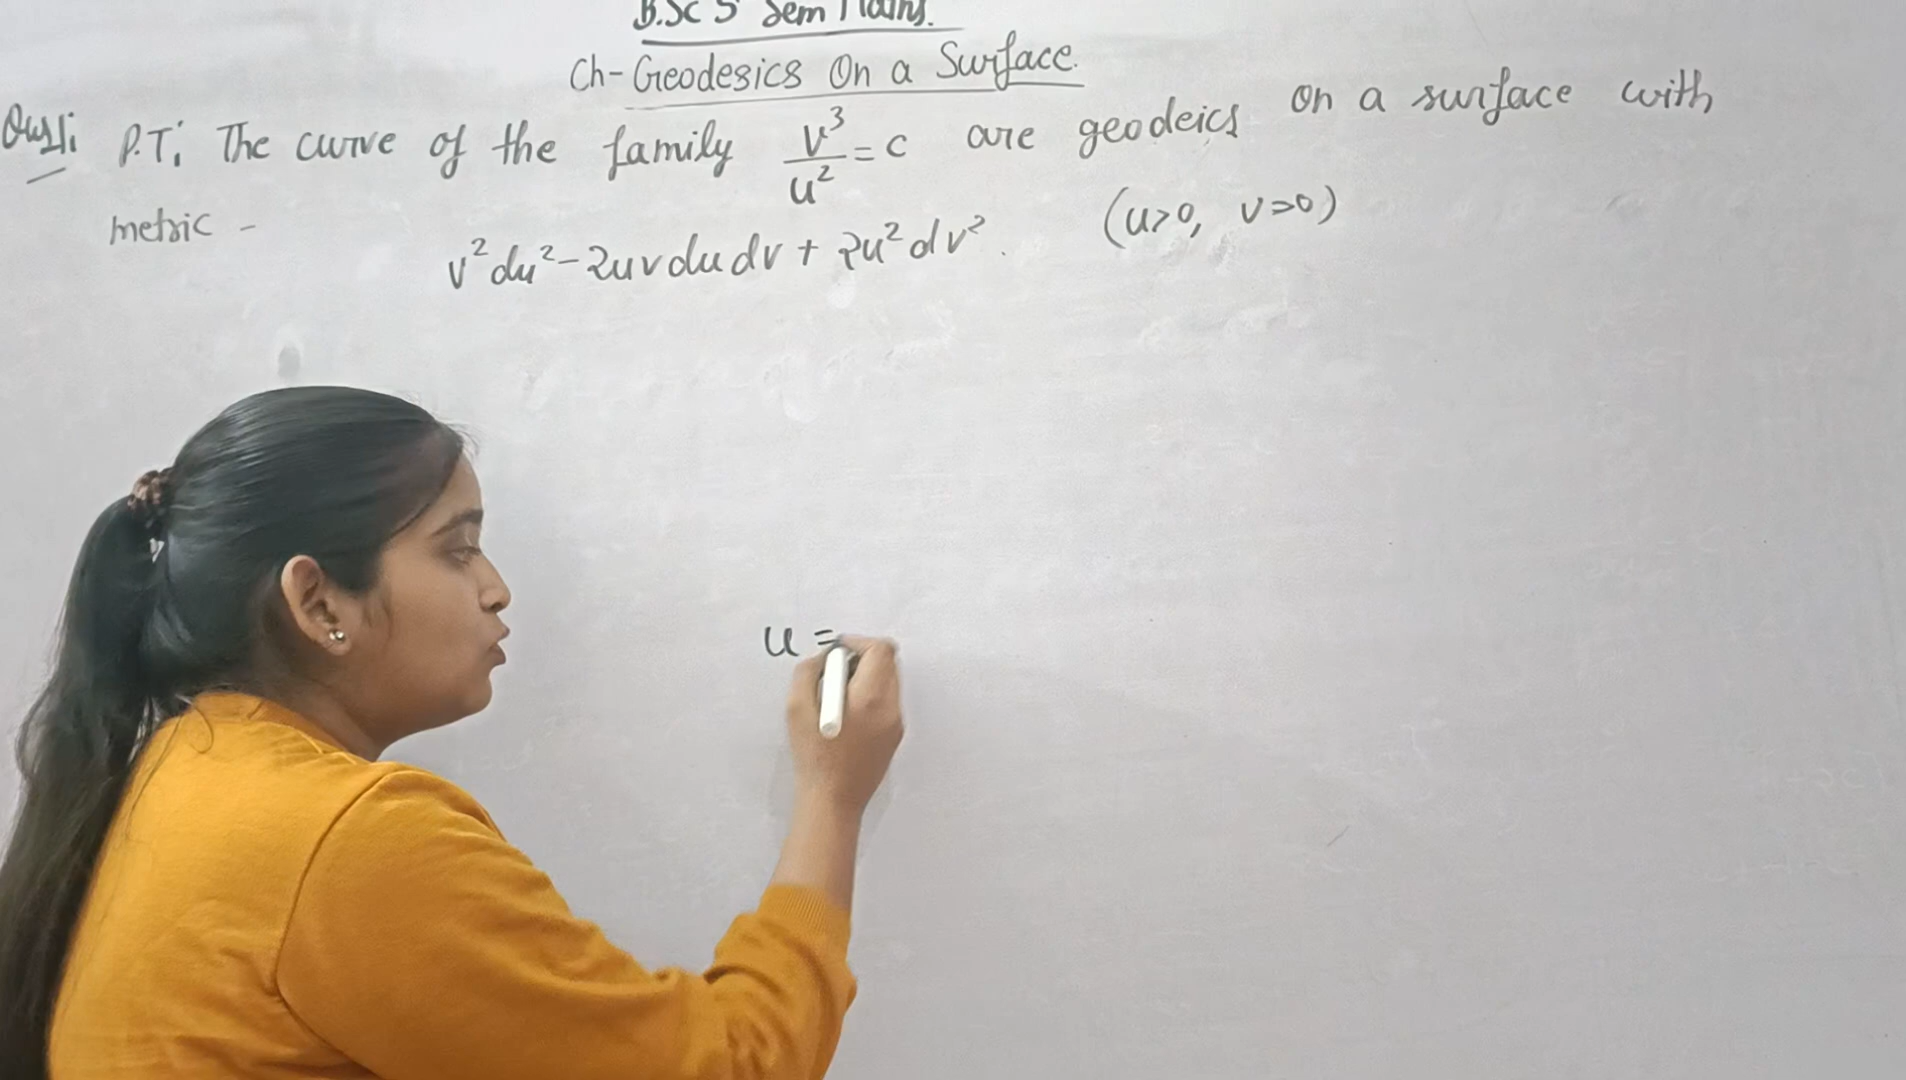 B.Sc 5 Sem Maths.
Ch- Geodesics On a Surface.
Ques1: P.T. The curve of the family v³/u² = c are geodeics on a surface with
metric - v²du² - 2uvdudv + 2u²dv². (u>0, v>0)
u =